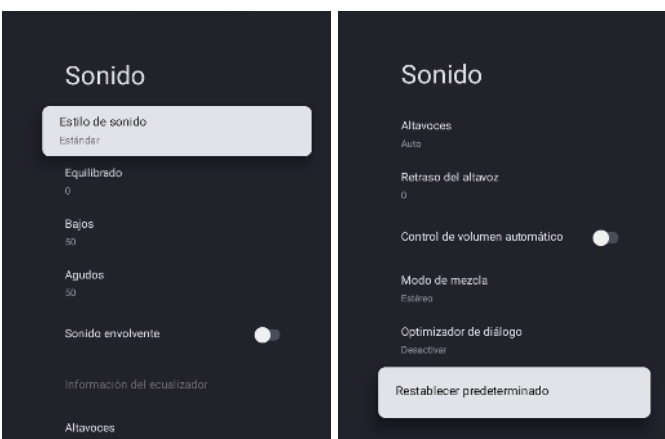 Sonido
Estilo de sonido
Estándar
Equilibrado
0
Bajos
50
Agudos
50
Sonido envolvente
Información del ecualizador
Altavoces
Sonido
Altavoces
Auto
Retraso del altavoz
0
Control de volumen automático
Modo de mezcla
Estéreo
Optimizador de diálogo
Desactivar
Restablecer predeterminado